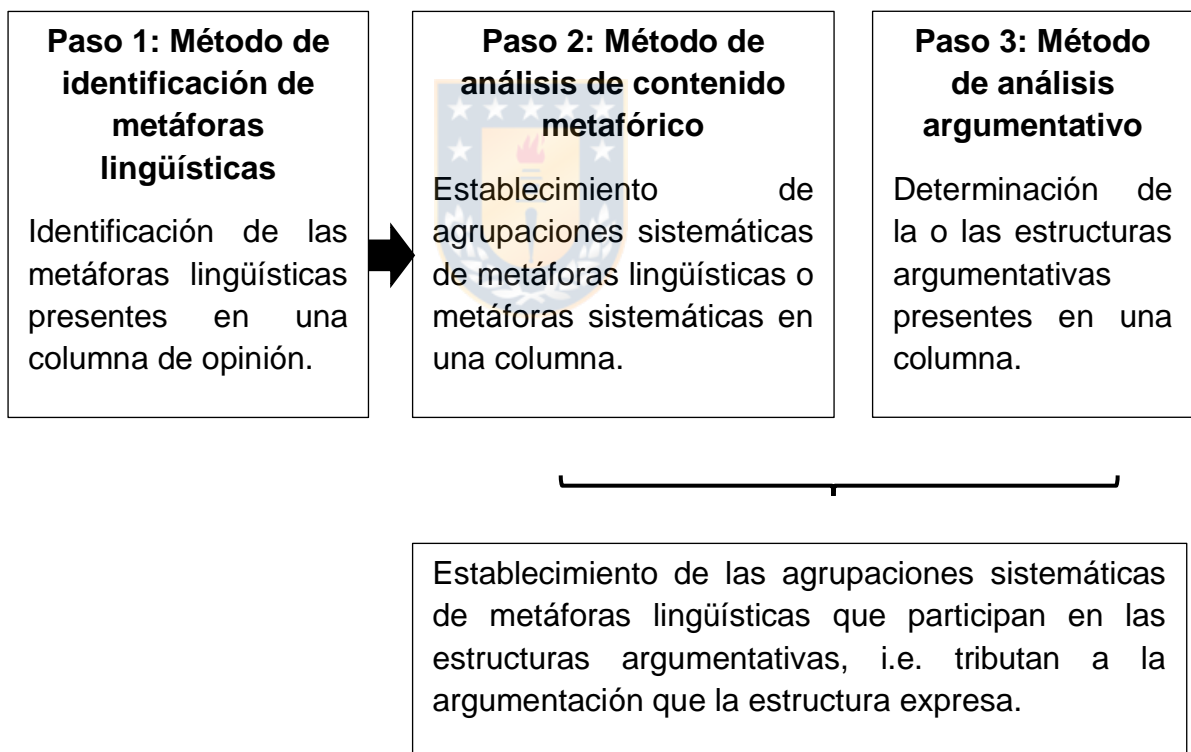 Paso 1: Método de
identificación de
metáforas
lingüísticas
Identificación de las
metáforas lingüísticas
presentes en una
columna de opinión.
Paso 2: Método de
análisis de contenido
metafórico
Establecimiento de
agrupaciones sistemáticas
de metáforas lingüísticas o
metáforas sistemáticas en
una columna.
Paso 3: Método
de análisis
argumentativo
Determinación de
la o las estructuras
argumentativas
presentes en una
columna.
Establecimiento de las agrupaciones sistemáticas
de metáforas lingüísticas que participan en las
estructuras argumentativas, i.e. tributan a la
argumentación que la estructura expresa.